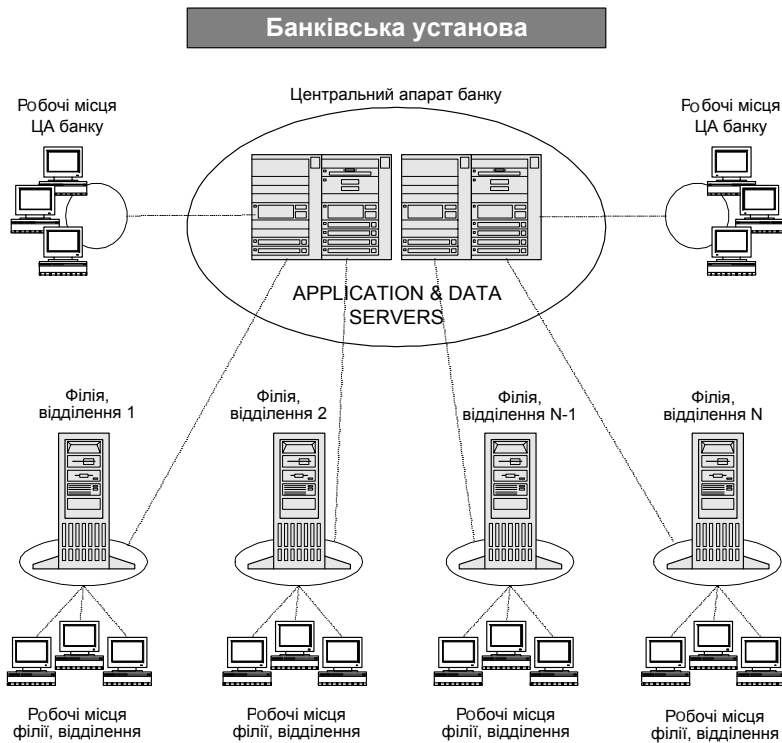 Банківська установа
Центральний апарат банку
Робочі місця
ЦА банку
Робочі місця
ЦА банку
APPLICATION & DATA
SERVERS
Філія,
відділення 1
Філія,
відділення 2
Філія,
відділення N-1
Філія,
відділення N
Робочі місця
філії, відділення
Робочі місця
філії, відділення
Робочі місця
філії, відділення
Робочі місця
філії, відділення